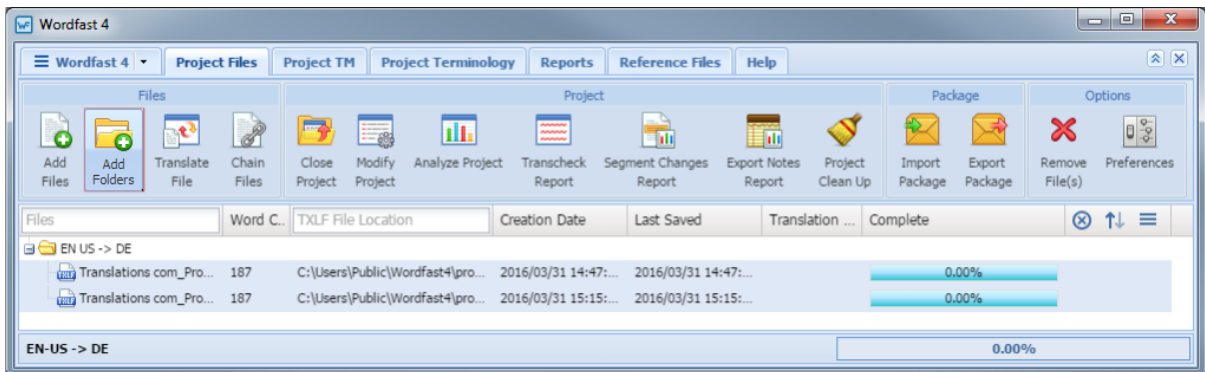 WF Wordfast 4
Wordfast 4 Project Files Project TM Project Terminology Reports Reference Files Help
Files Project Package Options
Add Files Add Folders Translate File Chain Files Close Project Modify Project Analyze Project Transcheck Report Segment Changes Report Export Notes Report Project Clean Up Import Package Export Package Remove File(s) Preferences
Files Word C... TXLF File Location Creation Date Last Saved Translation ... Complete
EN US -> DE
TXLF Translations com_Pro... 187 C:\Users\Public\Wordfast4\pro... 2016/03/31 14:47:... 2016/03/31 14:47:... 0.00%
TXLF Translations com_Pro... 187 C:\Users\Public\Wordfast4\pro... 2016/03/31 15:15:... 2016/03/31 15:15:... 0.00%
EN-US -> DE 0.00%